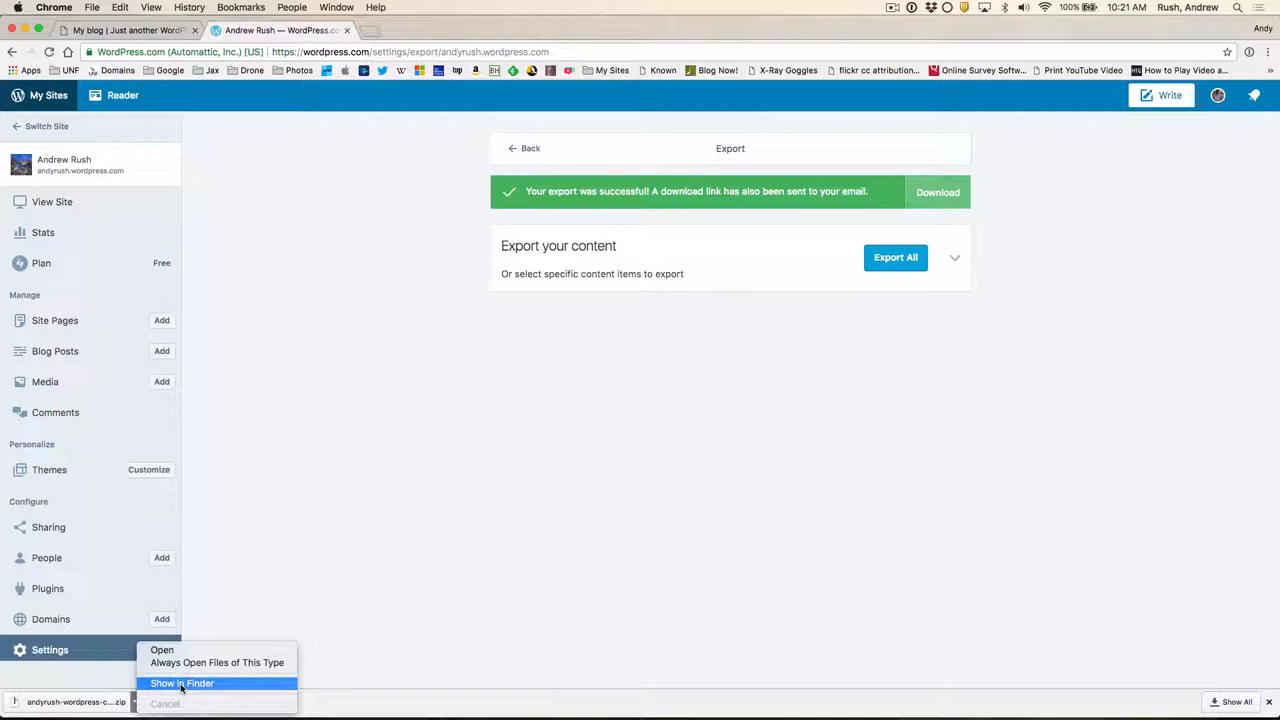 Chrome File Edit View History Bookmarks People Window Help 100% 10:21 AM Rush, Andrew
My blog | Just another WordP × Andrew Rush — WordPress.co × Andy
WordPress.com (Automattic, Inc.) [US] https://wordpress.com/settings/export/andyrush.wordpress.com
Apps UNF Domains Google Jax Drone Photos My Sites Known Blog Now! X-Ray Goggles flickr cc attribution... Online Survey Softw... Print YouTube Video How to Play Video a... »
My Sites Reader Write
Switch Site
Andrew Rush
andyrush.wordpress.com
Back Export
View Site
Your export was successful! A download link has also been sent to your email. Download
Stats
Export your content
Plan Free
Export All
Or select specific content items to export
Manage
Site Pages Add
Blog Posts Add
Media Add
Comments
Personalize
Themes Customize
Configure
Sharing
People Add
Plugins
Domains Add
Settings
Open
Always Open Files of This Type
Show in Finder
Cancel
andyrush-wordpress-c....zip Show All ×